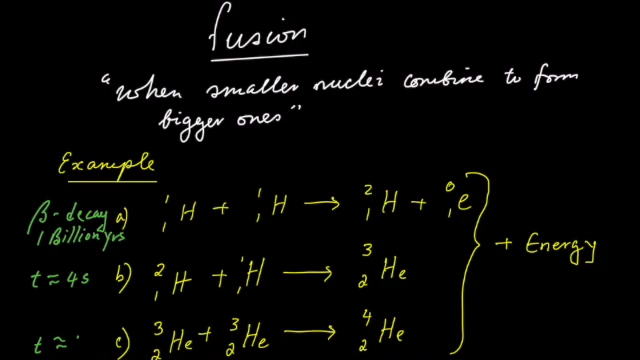 Fusion
"When smaller nuclei combine to form
bigger ones"
Example
β-decay a) ¹₁H + ¹₁H → ²₁H + ⁰₁e
1 Billion yrs
+ Energy
t ≈ 4s b) ²₁H + ¹₁H → ³₂He
t ≈ c) ³₂He + ³₂He → ⁴₂He